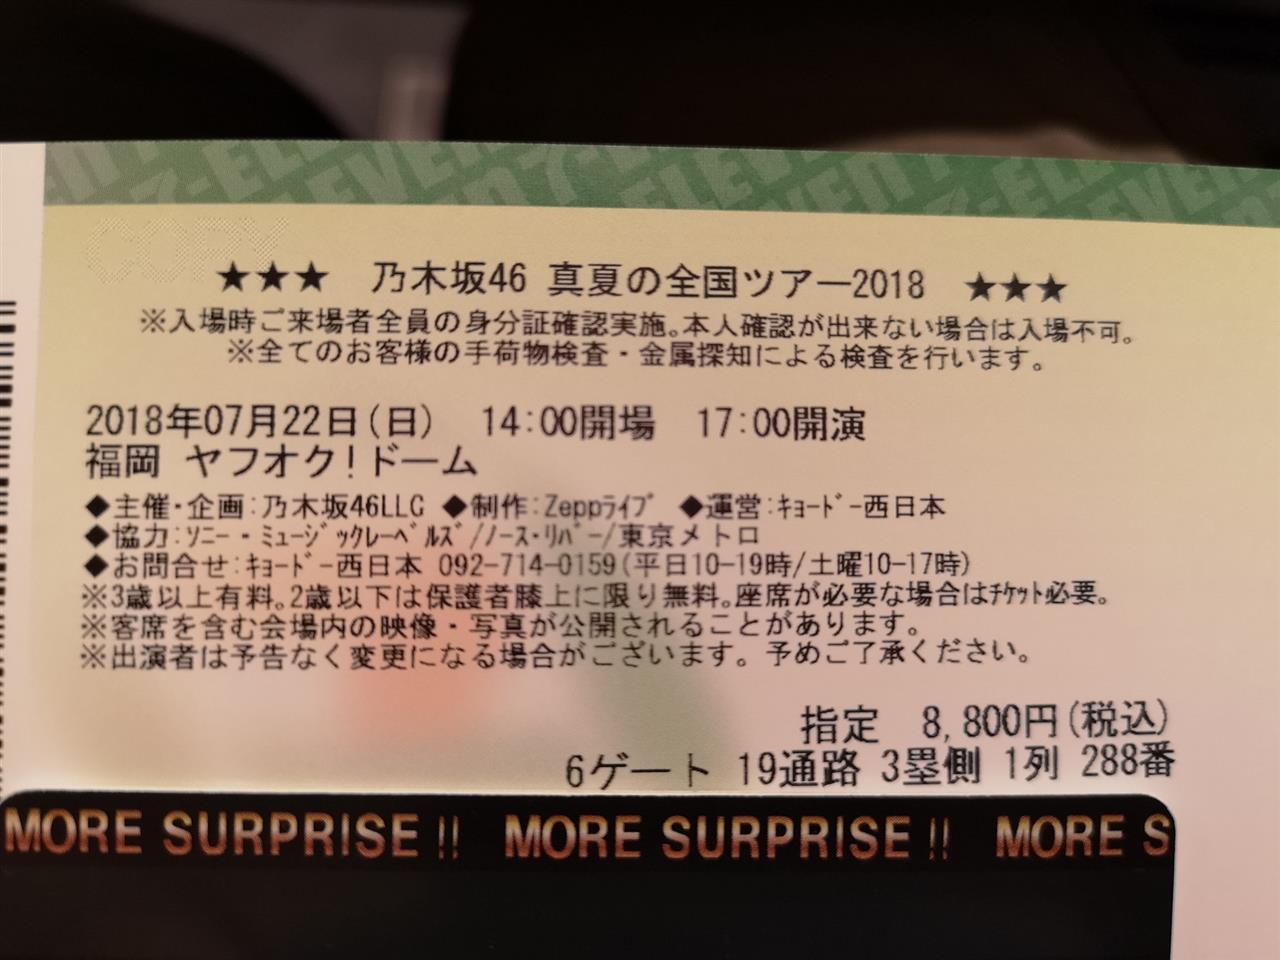 7-ELEVEN 7-ELEVEN 7-ELEVEN
COPY
★★★ 乃木坂46 真夏の全国ツアー2018 ★★★
※入場時ご来場者全員の身分証確認実施。本人確認が出来ない場合は入場不可。
※全てのお客様の手荷物検査・金属探知による検査を行います。
2018年07月22日(日) 14:00開場 17:00開演
福岡 ヤフオク!ドーム
◆主催・企画:乃木坂46LLC ◆制作:Zeppﾗｲﾌﾞ ◆運営:ｷｮｰﾄﾞｰ西日本
◆協力:ｿﾆｰ・ﾐｭｰｼﾞｯｸﾚｰﾍﾞﾙｽﾞ/ﾉｰｽ・ﾘﾊﾞｰ/東京メトロ
◆お問合せ:ｷｮｰﾄﾞｰ西日本 092-714-0159(平日10-19時/土曜10-17時)
※3歳以上有料。2歳以下は保護者膝上に限り無料。座席が必要な場合はﾁｹｯﾄ必要。
※客席を含む会場内の映像・写真が公開されることがあります。
※出演者は予告なく変更になる場合がございます。予めご了承ください。
指定 8,800円(税込)
6ゲート 19通路 3塁側 1列 288番
MORE SURPRISE!! MORE SURPRISE!! MORE S